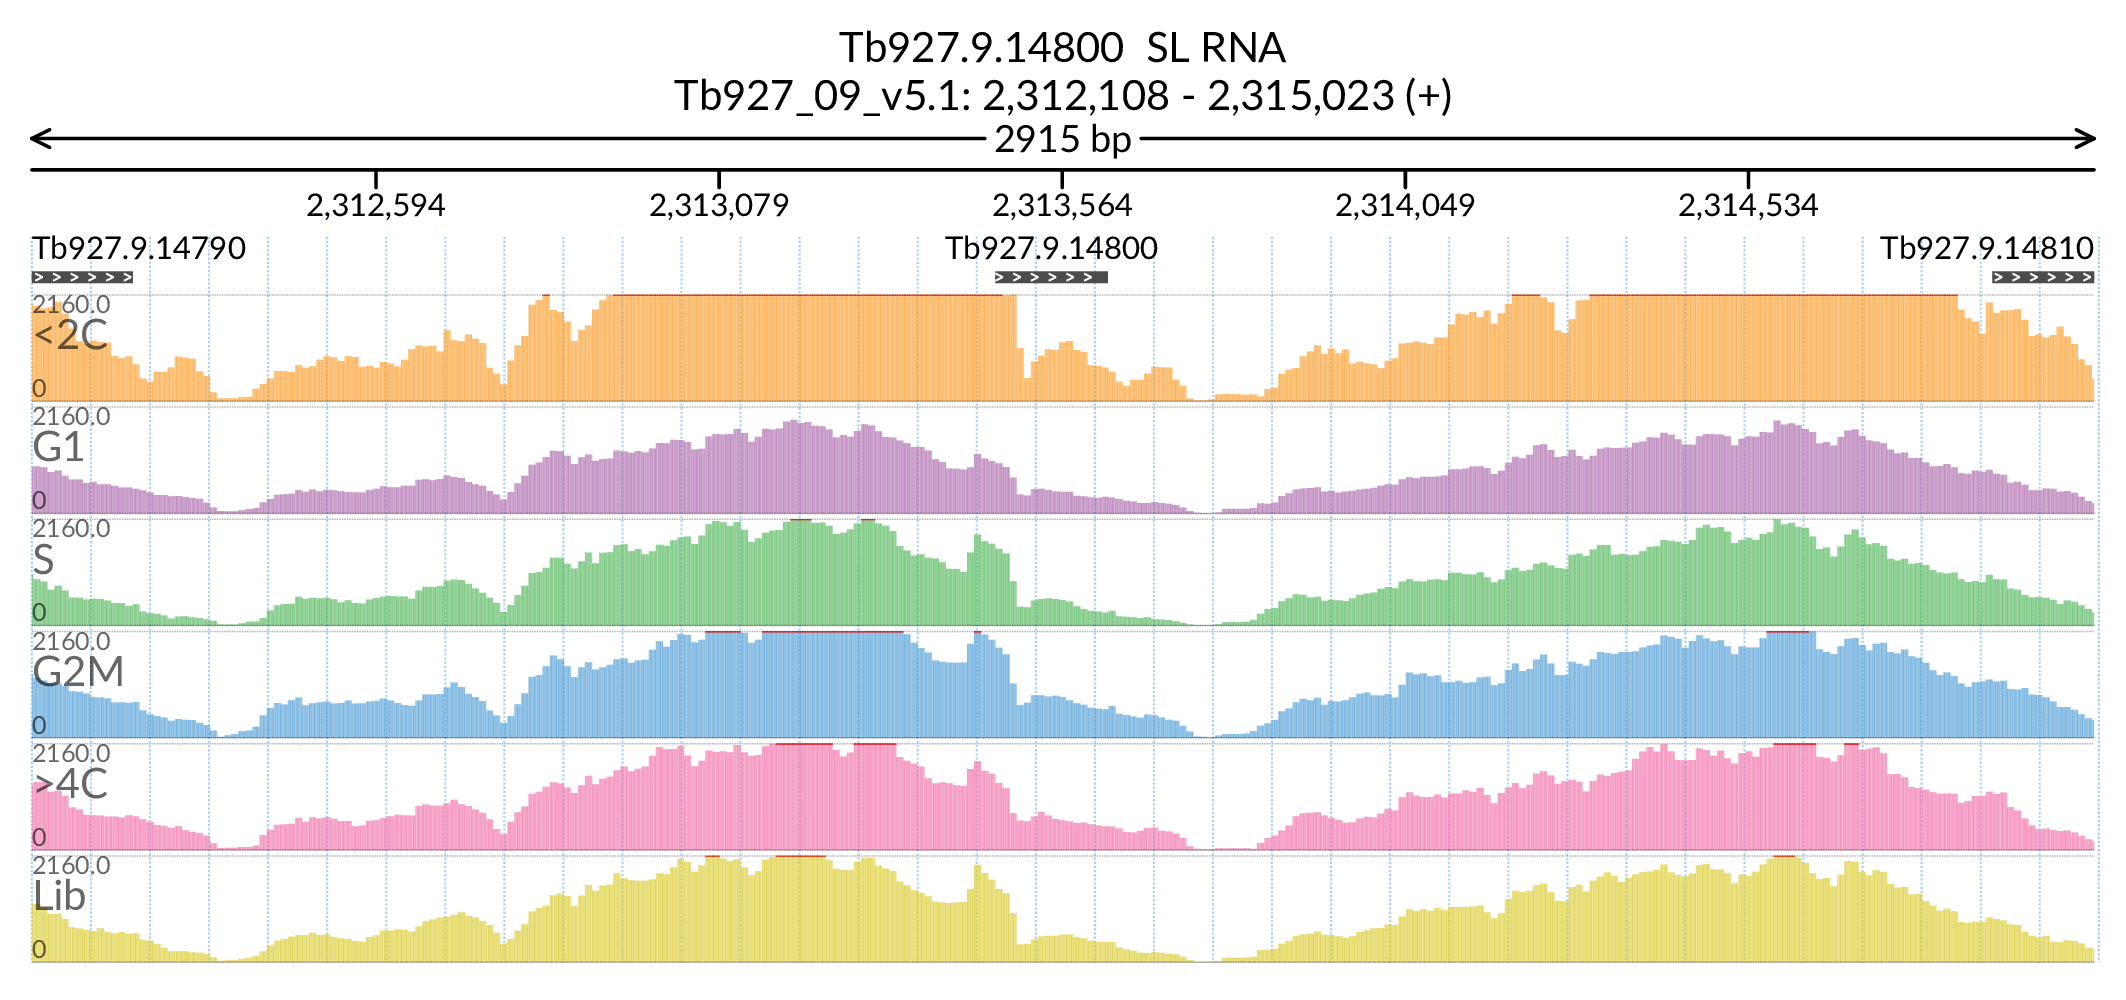 Tb927.9.14800 SL RNA
Tb927_09_v5.1: 2,312,108 - 2,315,023 (+)
2915 bp
2,312,594 2,313,079 2,313,564 2,314,049 2,314,534
Tb927.9.14790 Tb927.9.14800 Tb927.9.14810
2160.0
<2C
0
2160.0
G1
0
2160.0
S
0
2160.0
G2M
0
2160.0
>4C
0
2160.0
Lib
0